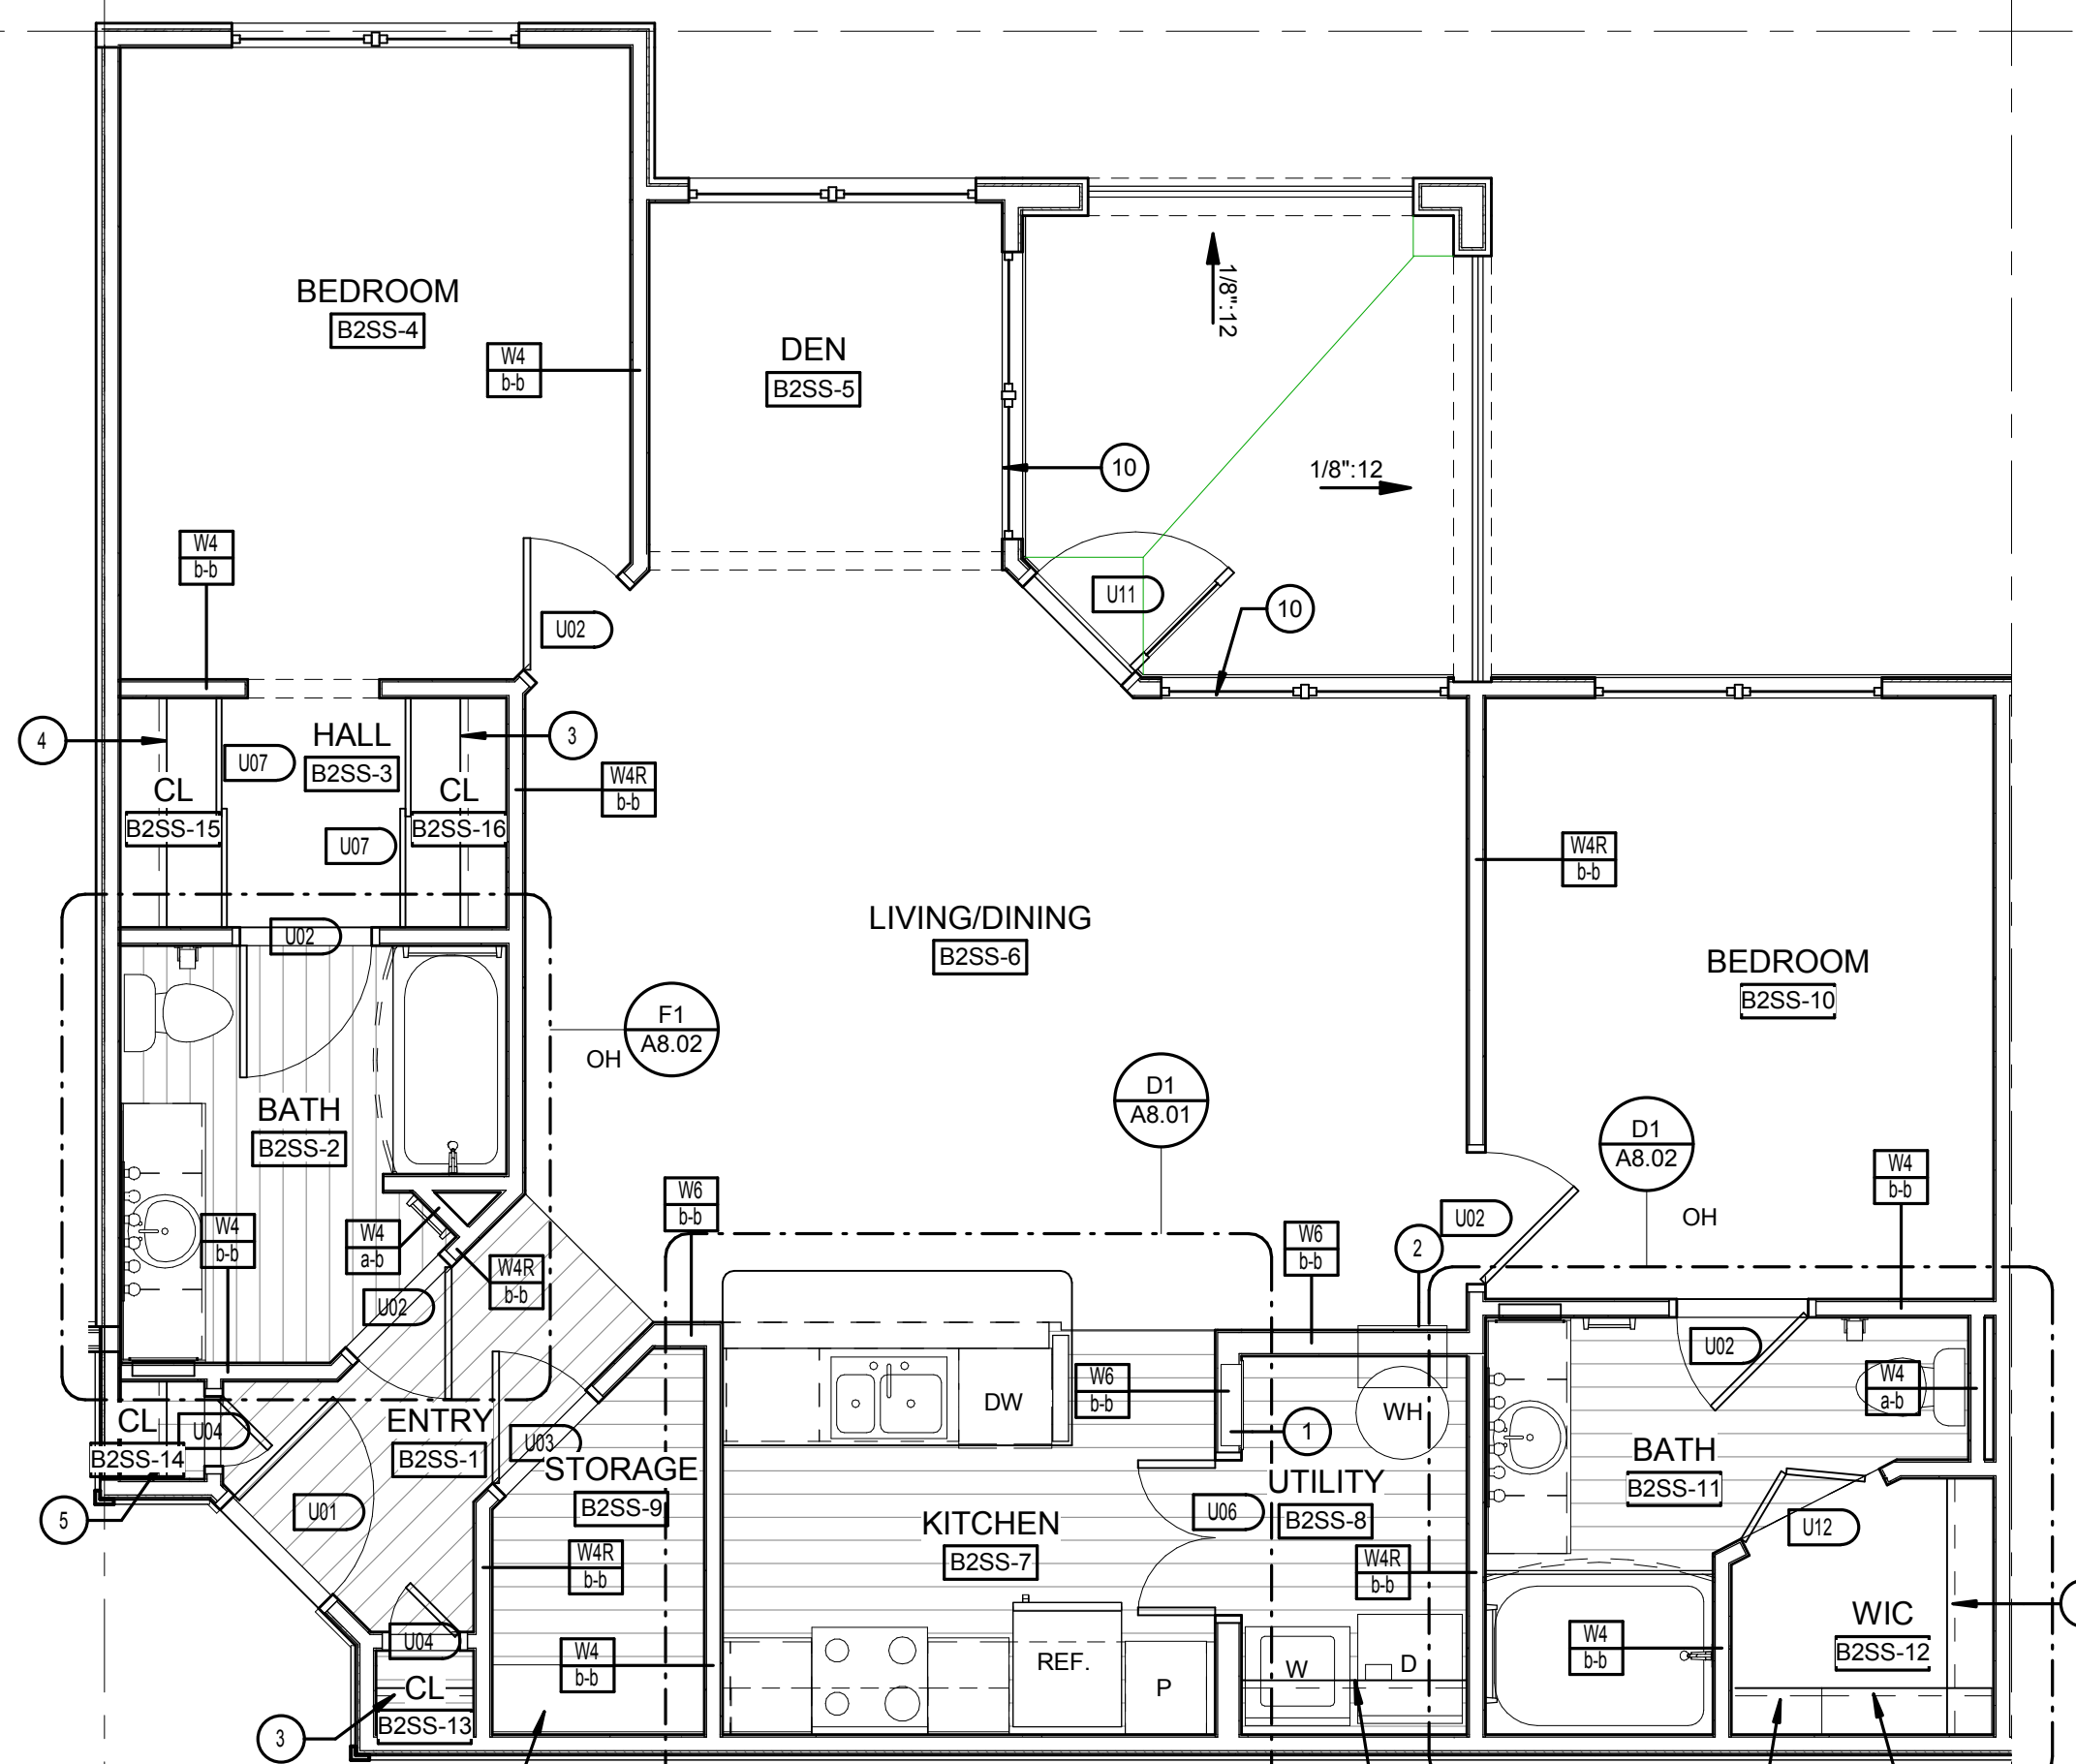 BEDROOM
B2SS-4
W4
b-b
DEN
B2SS-5
1/8":12
10
1/8":12
W4
b-b
U11
10
U02
4
HALL
B2SS-3
U07
3
CL
B2SS-15
CL
B2SS-16
W4R
b-b
U07
W4R
b-b
LIVING/DINING
B2SS-6
U02
BEDROOM
B2SS-10
F1
A8.02
OH
D1
A8.01
BATH
B2SS-2
D1
A8.02
W4
b-b
W6
b-b
U02
OH
W4
b-b
W4
a-b
W6
b-b
2
W4R
b-b
U02
U02
W6
b-b
DW
WH
W4
a-b
CL
B2SS-14
U04
ENTRY
B2SS-1
U03
STORAGE
B2SS-9
1
BATH
B2SS-11
UTILITY
B2SS-8
5
U01
KITCHEN
B2SS-7
U06
U12
W4R
b-b
W4R
b-b
WIC
B2SS-12
U04
W4
b-b
REF.
P
W
D
W4
b-b
CL
B2SS-13
3